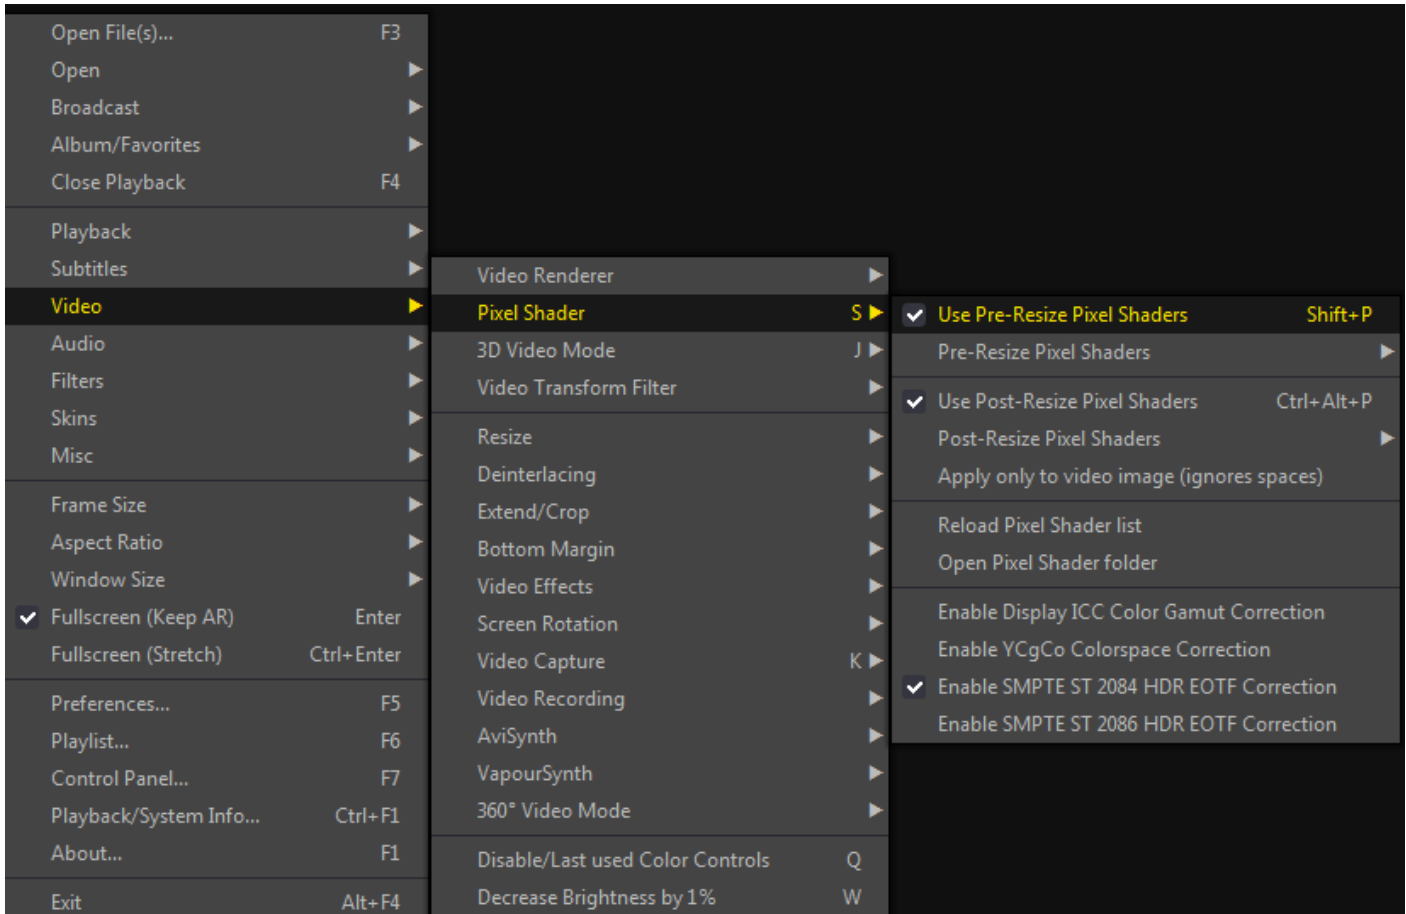 Open File(s)... F3
Open
Broadcast
Album/Favorites
Close Playback F4
Playback
Subtitles
Video
Audio
Filters
Skins
Misc
Frame Size
Aspect Ratio
Window Size
Fullscreen (Keep AR) Enter
Fullscreen (Stretch) Ctrl+Enter
Preferences... F5
Playlist... F6
Control Panel... F7
Playback/System Info... Ctrl+F1
About... F1
Exit Alt+F4
Video Renderer
Pixel Shader S
3D Video Mode J
Video Transform Filter
Resize
Deinterlacing
Extend/Crop
Bottom Margin
Video Effects
Screen Rotation
Video Capture K
Video Recording
AviSynth
VapourSynth
360° Video Mode
Disable/Last used Color Controls Q
Decrease Brightness by 1% W
Use Pre-Resize Pixel Shaders Shift+P
Pre-Resize Pixel Shaders
Use Post-Resize Pixel Shaders Ctrl+Alt+P
Post-Resize Pixel Shaders
Apply only to video image (ignores spaces)
Reload Pixel Shader list
Open Pixel Shader folder
Enable Display ICC Color Gamut Correction
Enable YCgCo Colorspace Correction
Enable SMPTE ST 2084 HDR EOTF Correction
Enable SMPTE ST 2086 HDR EOTF Correction